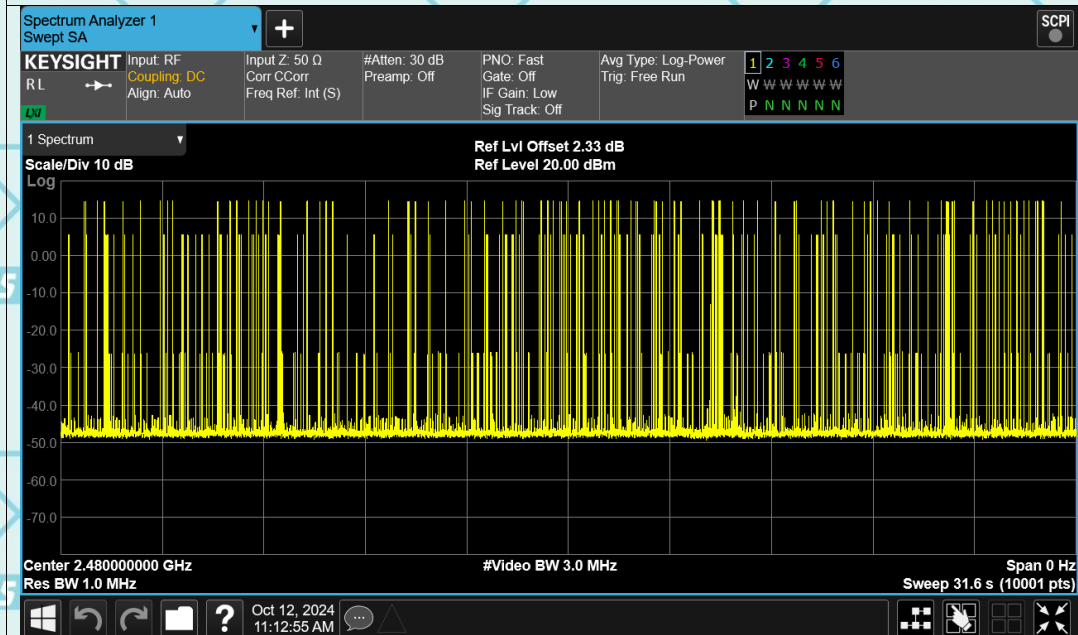 Spectrum Analyzer 1
Swept SA
SCPI
KEYSIGHT
R L
LXI
Input: RF
Coupling: DC
Align: Auto
Input Z: 50 Ω
Corr CCorr
Freq Ref: Int (S)
#Atten: 30 dB
Preamp: Off
PNO: Fast
Gate: Off
IF Gain: Low
Sig Track: Off
Avg Type: Log-Power
Trig: Free Run
1 2 3 4 5 6
W W W W W W
P N N N N N
1 Spectrum
Scale/Div 10 dB
Ref Lvl Offset 2.33 dB
Ref Level 20.00 dBm
Log
10.0
0.00
-10.0
-20.0
-30.0
-40.0
-50.0
-60.0
-70.0
Center 2.480000000 GHz
#Video BW 3.0 MHz
Span 0 Hz
Res BW 1.0 MHz
Sweep 31.6 s (10001 pts)
Oct 12, 2024
11:12:55 AM